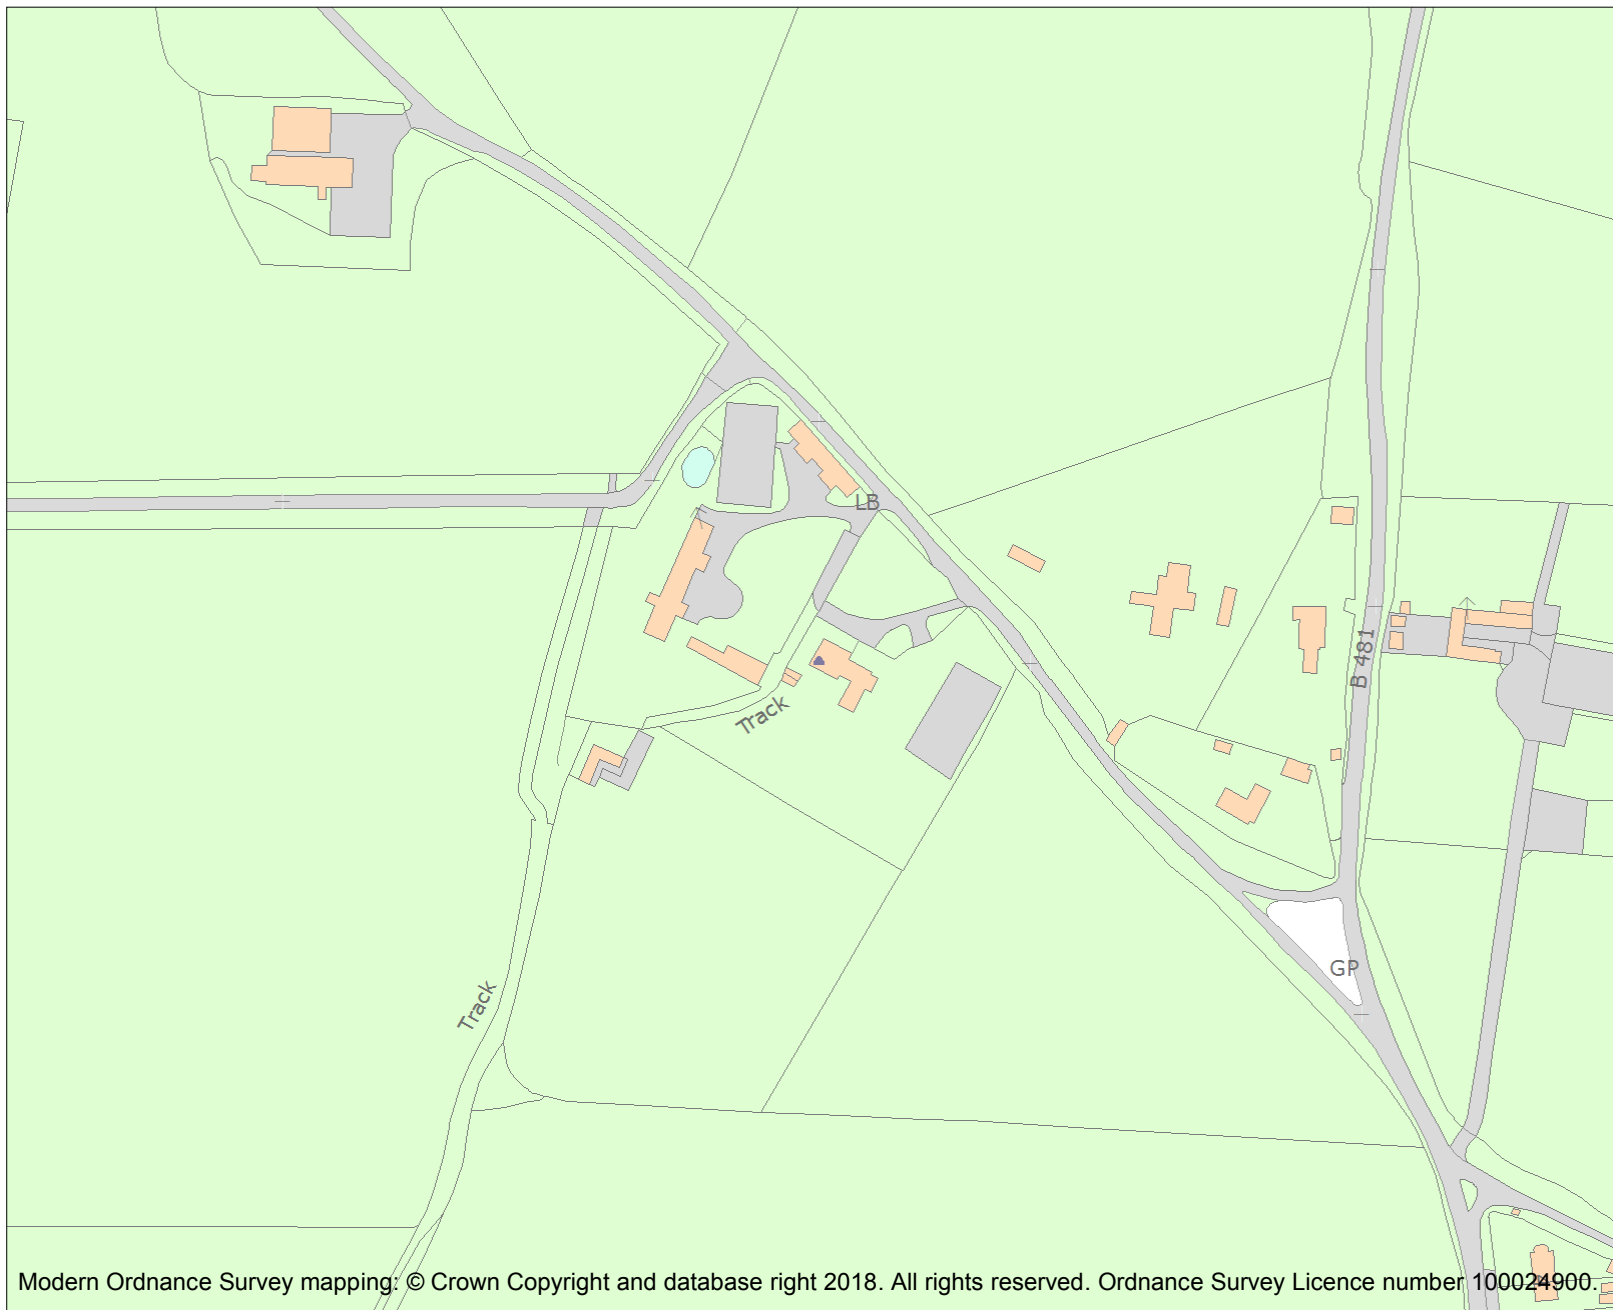 LB
B 481
Track
GP
Track
Modern Ordnance Survey mapping: © Crown Copyright and database right 2018. All rights reserved. Ordnance Survey Licence number 100024900.